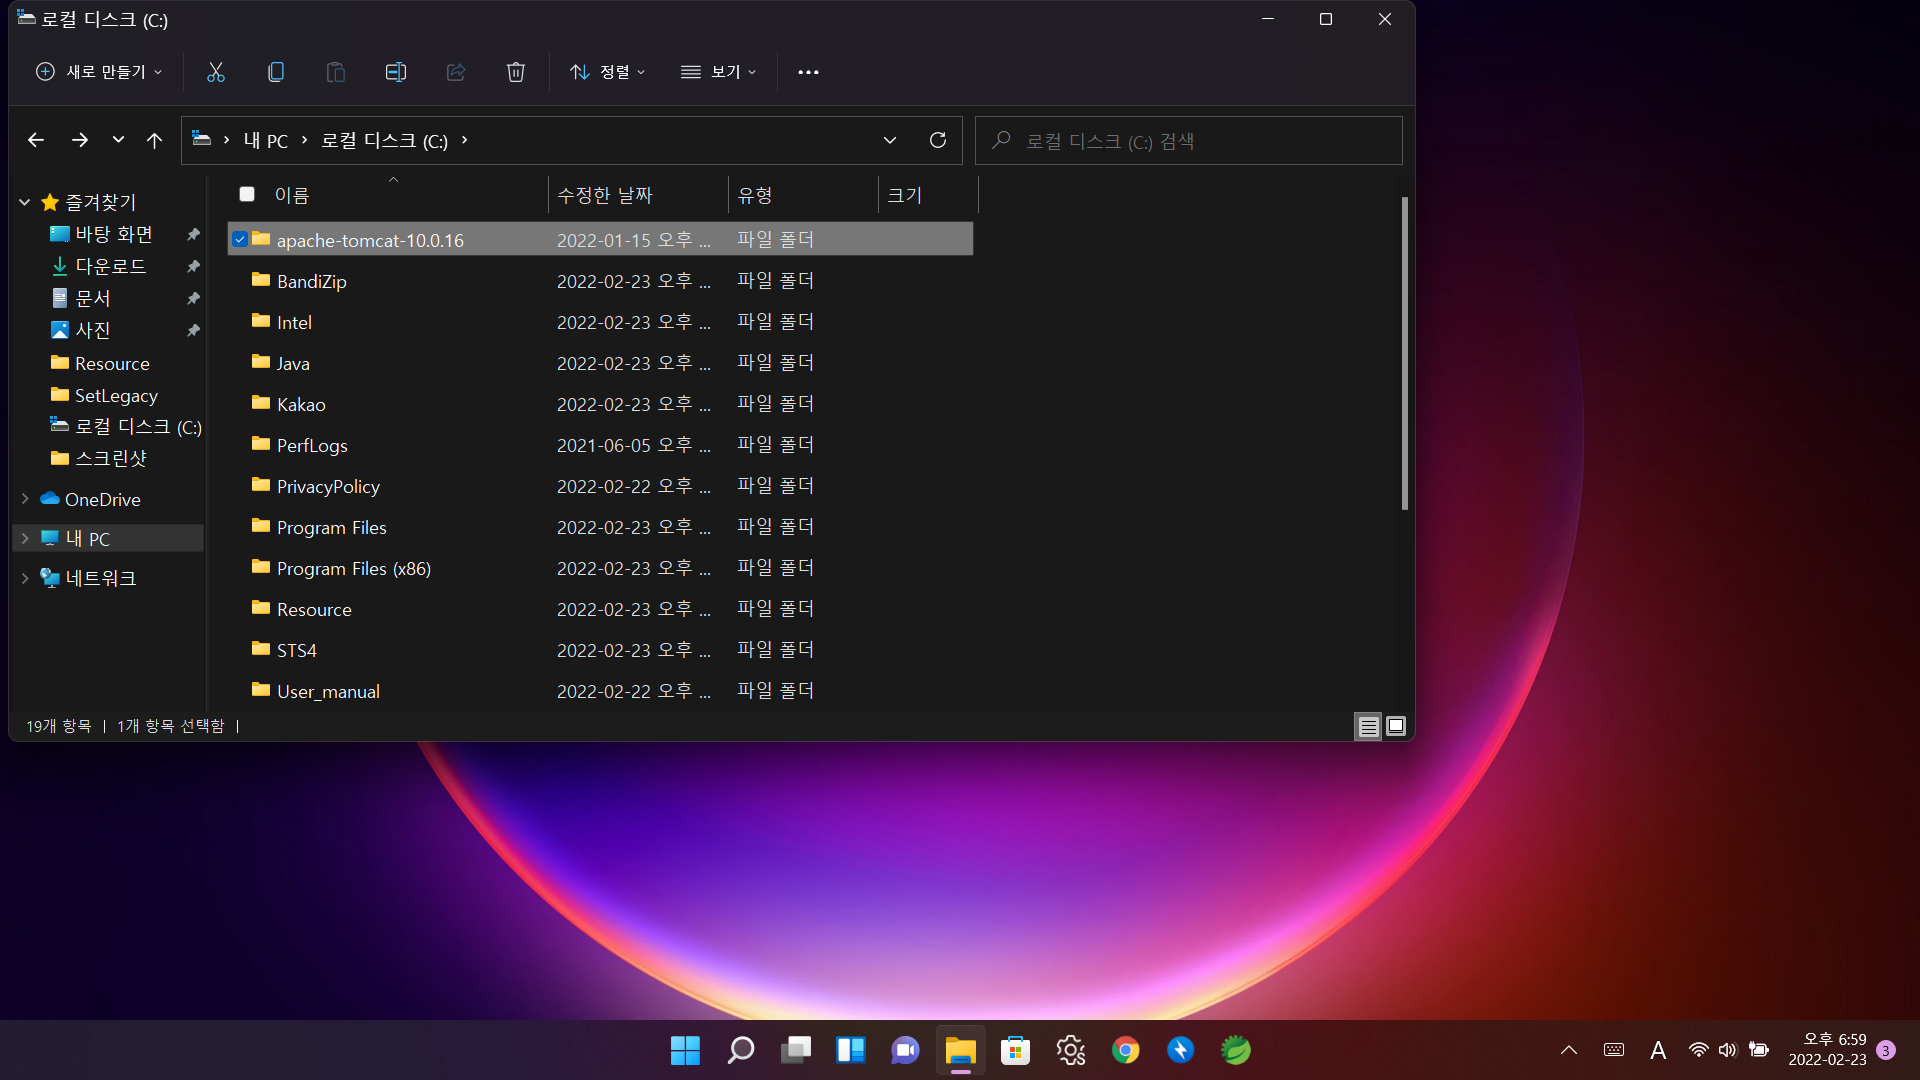 로컬 디스크 (C:)
새로 만들기
정렬
보기
내 PC
로컬 디스크 (C:)
로컬 디스크 (C:) 검색
즐겨찾기
바탕 화면
다운로드
문서
사진
Resource
SetLegacy
로컬 디스크 (C:)
스크린샷
OneDrive
내 PC
네트워크
이름 수정한 날짜 유형 크기
apache-tomcat-10.0.16 2022-01-15 오후 ... 파일 폴더
BandiZip 2022-02-23 오후 ... 파일 폴더
Intel 2022-02-23 오후 ... 파일 폴더
Java 2022-02-23 오후 ... 파일 폴더
Kakao 2022-02-23 오후 ... 파일 폴더
PerfLogs 2021-06-05 오후 ... 파일 폴더
PrivacyPolicy 2022-02-22 오후 ... 파일 폴더
Program Files 2022-02-23 오후 ... 파일 폴더
Program Files (x86) 2022-02-23 오후 ... 파일 폴더
Resource 2022-02-23 오후 ... 파일 폴더
STS4 2022-02-23 오후 ... 파일 폴더
User_manual 2022-02-22 오후 ... 파일 폴더
19개 항목 | 1개 항목 선택함 |
A
오후 6:59
2022-02-23
3